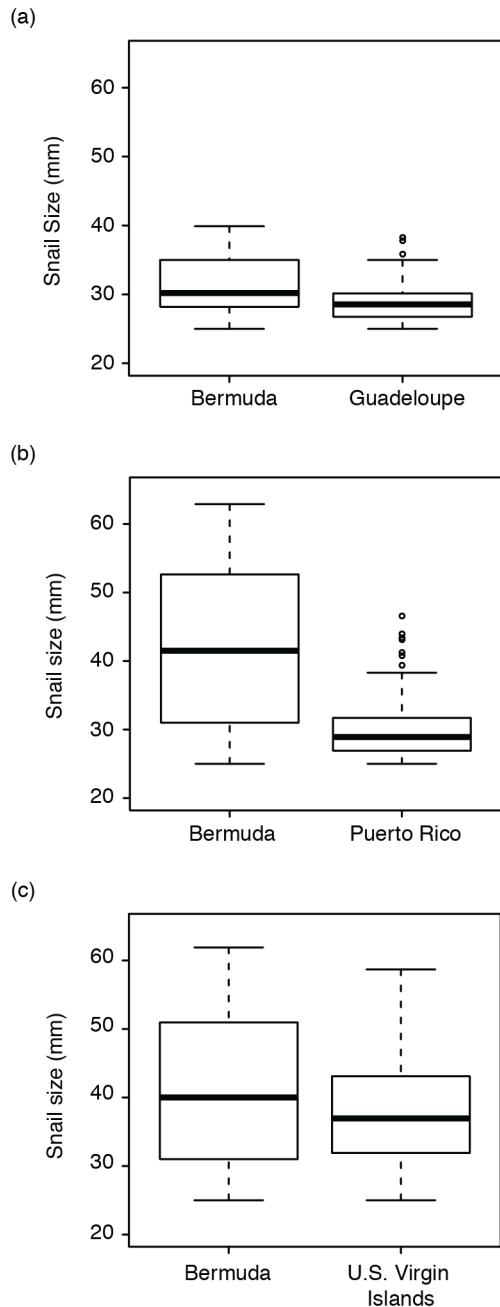 (a)
Snail Size (mm)
60
50
40
30
20
Bermuda
Guadeloupe
(b)
Snail size (mm)
60
50
40
30
20
Bermuda
Puerto Rico
(c)
Snail size (mm)
60
50
40
30
20
Bermuda
U.S. Virgin
Islands